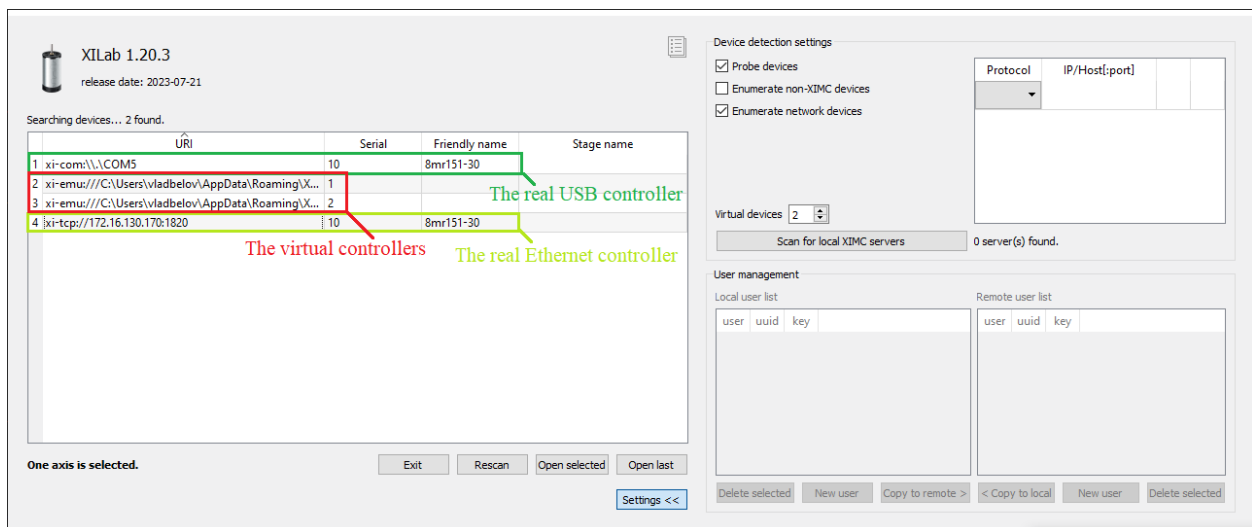 XILab 1.20.3
release date: 2023-07-21
Searching devices... 2 found.
URI Serial Friendly name Stage name
1 xi-com:\\.\COM5 10 8mr151-30
2 xi-emu:///C:\Users\vladbelov\AppData\Roaming\X... 1
3 xi-emu:///C:\Users\vladbelov\AppData\Roaming\X... 2
4 xi-tcp://172.16.130.170:1820 10 8mr151-30
The real USB controller
The virtual controllers
The real Ethernet controller
One axis is selected.
Exit Rescan Open selected Open last
Settings <<
Device detection settings
Probe devices
Enumerate non-XIMC devices
Enumerate network devices
Protocol IP/Host[:port]
Virtual devices 2
Scan for local XIMC servers 0 server(s) found.
User management
Local user list Remote user list
user uuid key user uuid key
Delete selected New user Copy to remote > < Copy to local New user Delete selected